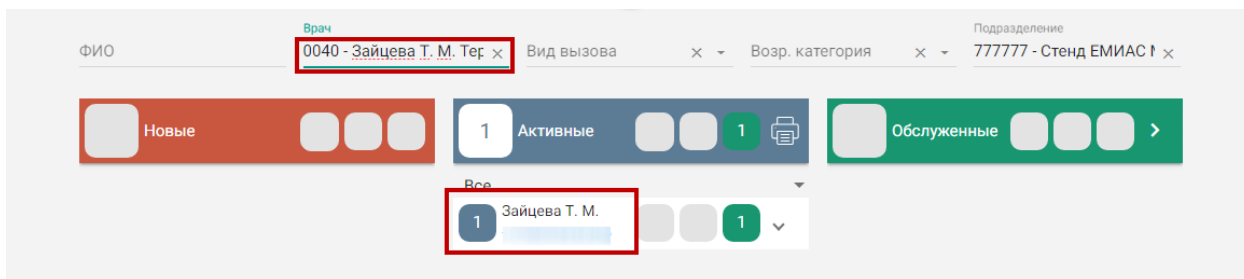 Врач
Подразделение
ФИО
0040 - Зайцева Т. М. Тер
Вид вызова
Возр. категория
777777 - Стенд ЕМИАС
Новые
1
Активные
1
Обслуженные
Все
1
Зайцева Т. М.
1